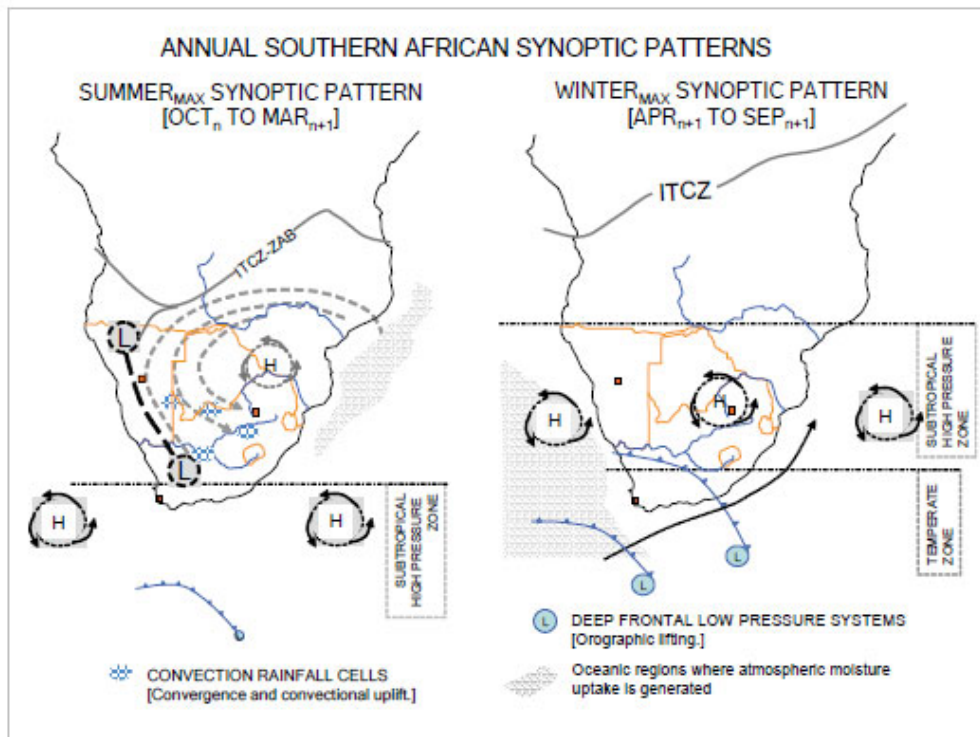 ANNUAL SOUTHERN AFRICAN SYNOPTIC PATTERNS
SUMMERMAX SYNOPTIC PATTERN
[OCTn TO MARn+1]
ITCZ-ZAB
L
H
L
H
H
SUBTROPICAL
HIGH PRESSURE
ZONE
CONVECTION RAINFALL CELLS
[Convergence and convectional uplift.]
WINTERMAX SYNOPTIC PATTERN
[APRn+1 TO SEPn+1]
ITCZ
H
H
H
SUBTROPICAL
HIGH PRESSURE
ZONE
TEMPERATE
ZONE
L
L
L
DEEP FRONTAL LOW PRESSURE SYSTEMS
[Orographic lifting.]
Oceanic regions where atmospheric moisture
uptake is generated